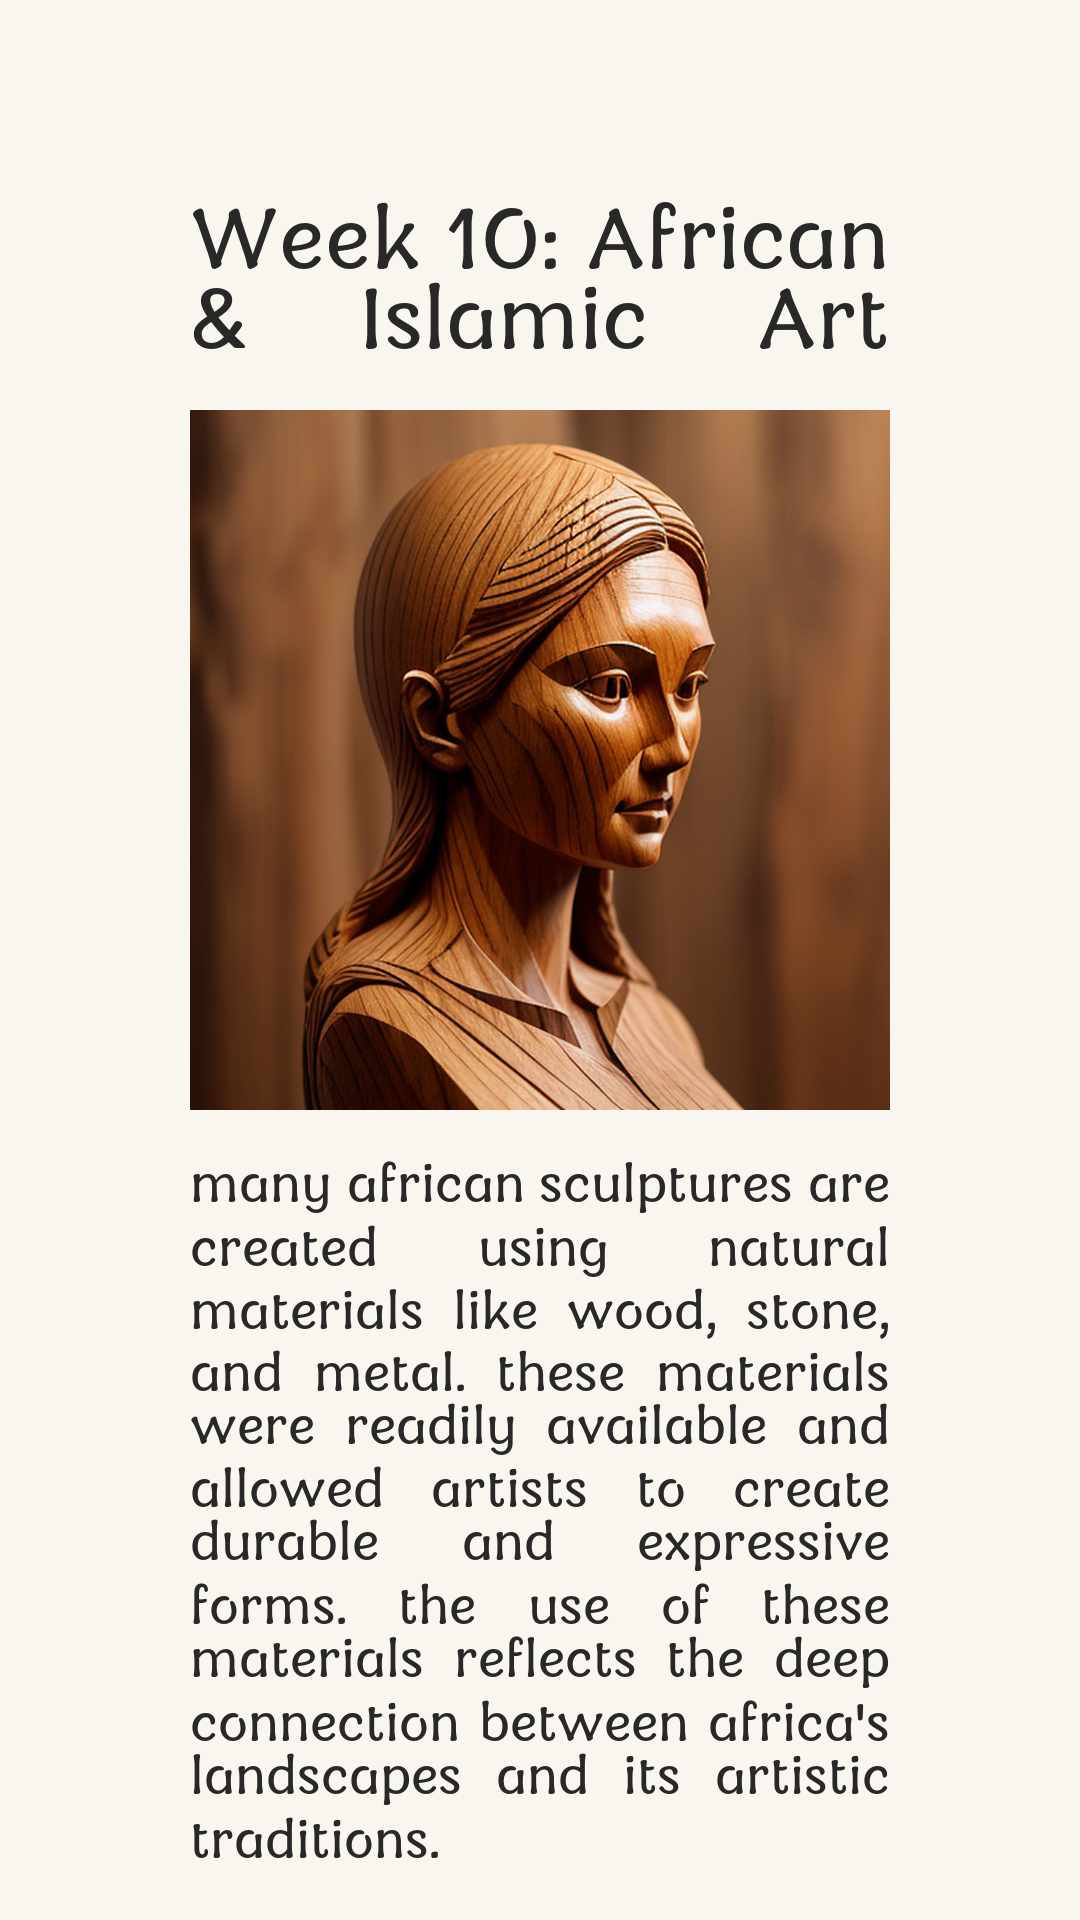 Week 10: African
& Islamic Art
many african sculptures are
created using natural
materials like wood, stone,
and metal. these materials
were readily available and
allowed artists to create
durable and expressive
forms. the use of these
materials reflects the deep
connection between africa's
landscapes and its artistic
traditions.